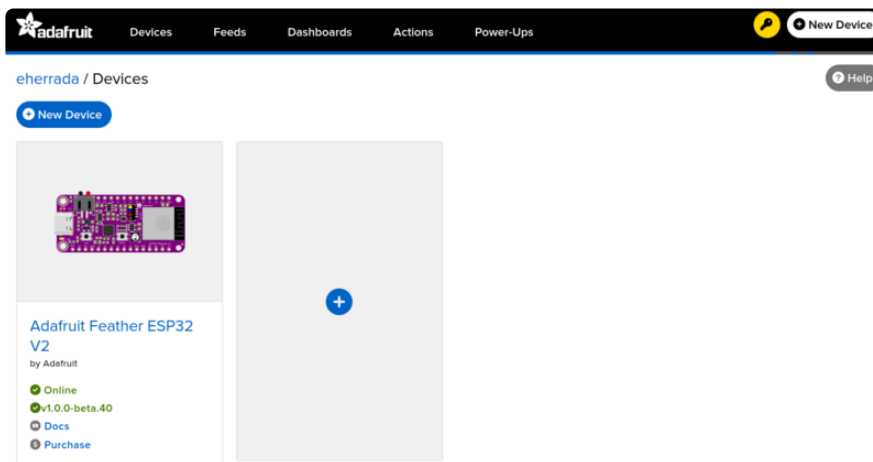 adafruit Devices Feeds Dashboards Actions Power-Ups New Device
eherrada / Devices
Help
New Device
Adafruit Feather ESP32
V2
by Adafruit
Online
v1.0.0-beta.40
Docs
Purchase